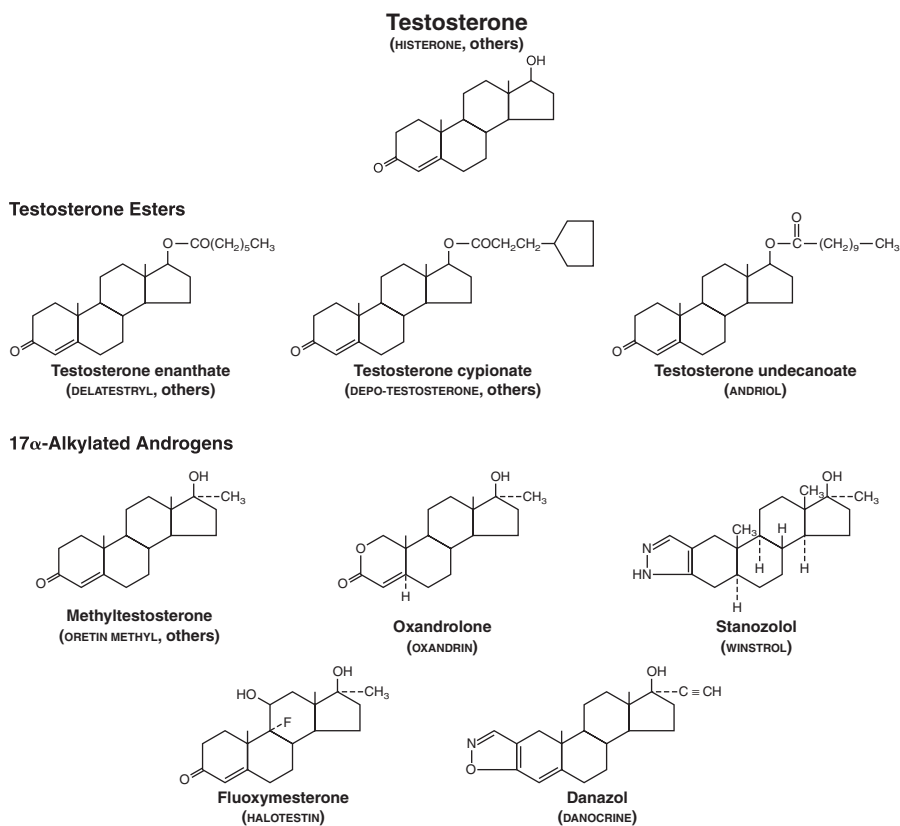 Testosterone
(HISTERONE, others)
OH
O
Testosterone Esters
O—CO(CH₂)₅CH₃
O
Testosterone enanthate
(DELATESTRYL, others)
O—COCH₂CH₂
O
Testosterone cypionate
(DEPO-TESTOSTERONE, others)
O
O—C—(CH₂)₉—CH₃
O
Testosterone undecanoate
(ANDRIOL)
17α-Alkylated Androgens
OH
CH₃
O
Methyltestosterone
(ORETIN METHYL, others)
OH
CH₃
O
O
H
Oxandrolone
(OXANDRIN)
OH
CH₃
CH₃
CH₃
H
N
HN
H
H
H
Stanozolol
(WINSTROL)
OH
HO
CH₃
F
O
Fluoxymesterone
(HALOTESTIN)
OH
C≡CH
N
O
Danazol
(DANOCRINE)